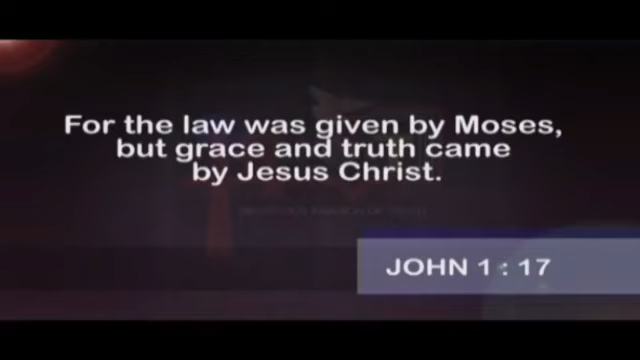 For the law was given by Moses,
but grace and truth came
by Jesus Christ.
JOHN 1 : 17